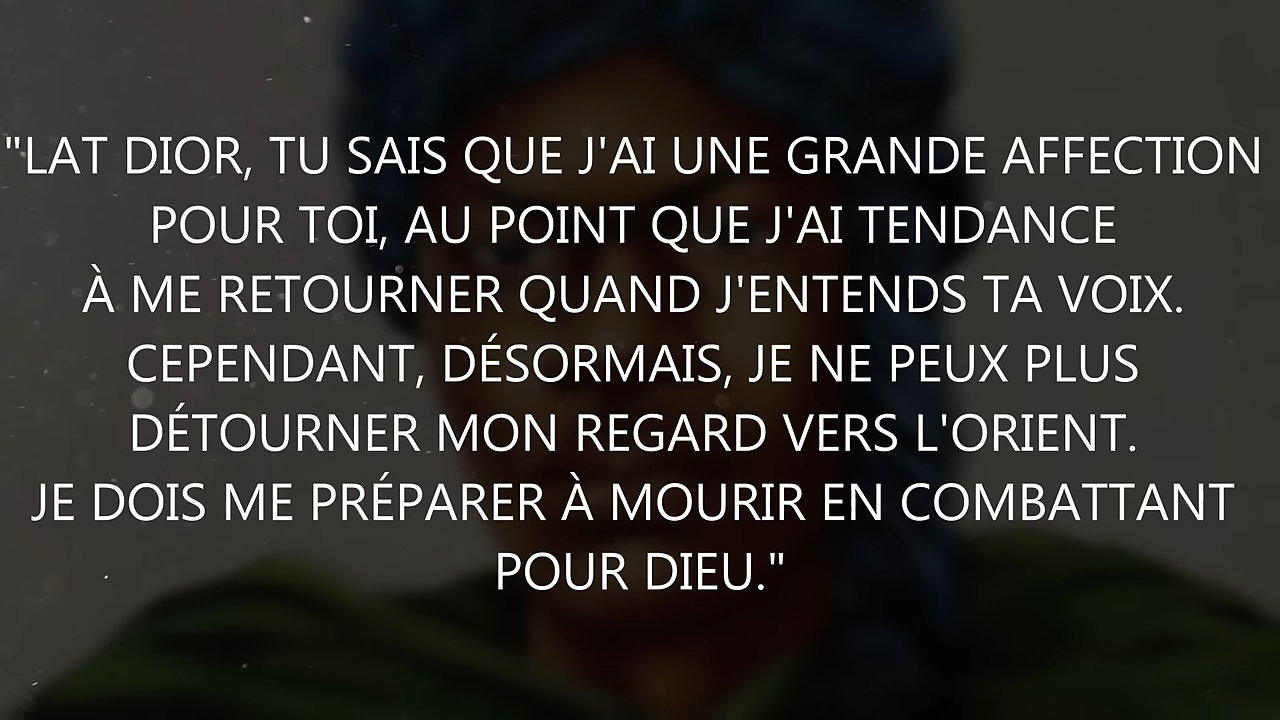 "LAT DIOR, TU SAIS QUE J'AI UNE GRANDE AFFECTION
POUR TOI, AU POINT QUE J'AI TENDANCE
À ME RETOURNER QUAND J'ENTENDS TA VOIX.
CEPENDANT, DÉSORMAIS, JE NE PEUX PLUS
DÉTOURNER MON REGARD VERS L'ORIENT.
JE DOIS ME PRÉPARER À MOURIR EN COMBATTANT
POUR DIEU."